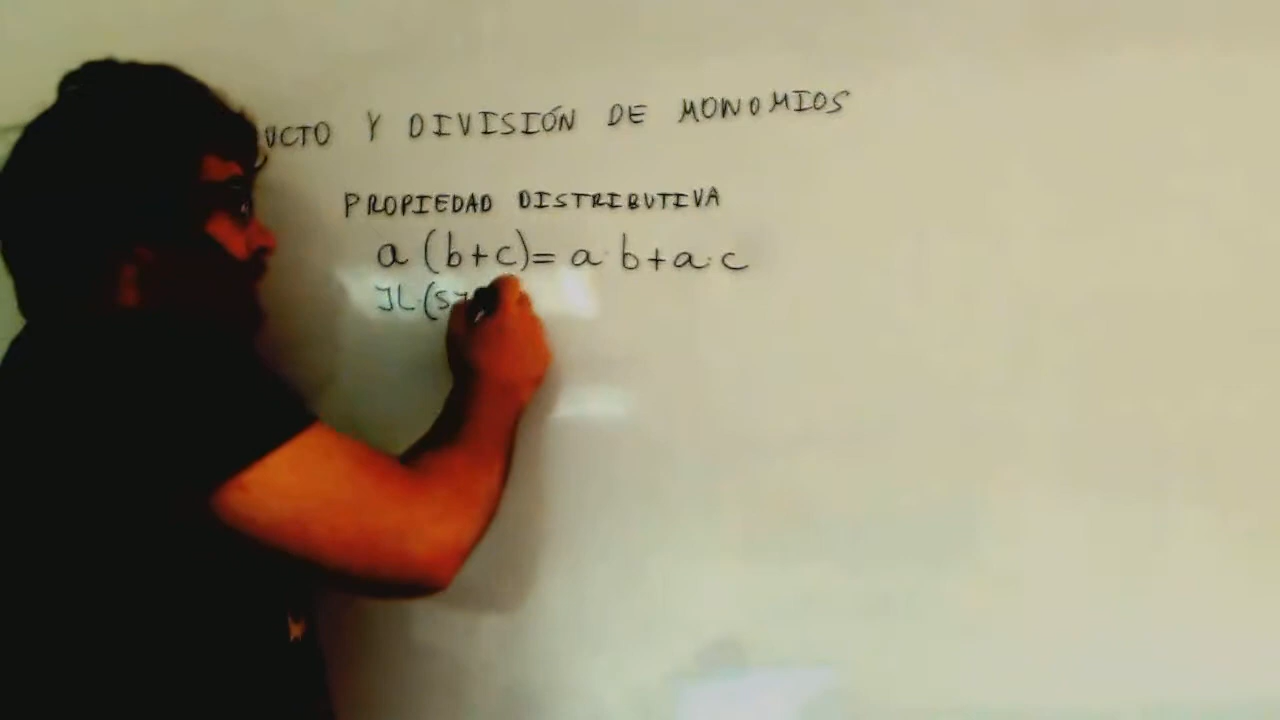 UCTO Y DIVISIÓN DE MONOMIOS
PROPIEDAD DISTRIBUTIVA
a (b+c)= a·b+a·c